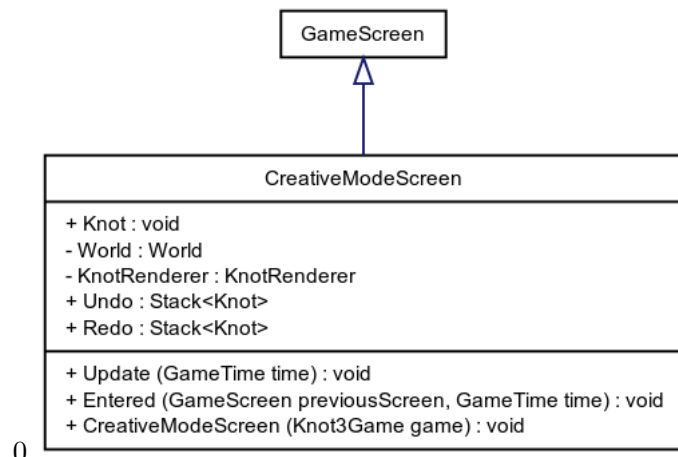 GameScreen
CreativeModeScreen
+ Knot : void
- World : World
- KnotRenderer : KnotRenderer
+ Undo : Stack<Knot>
+ Redo : Stack<Knot>
+ Update (GameTime time) : void
+ Entered (GameScreen previousScreen, GameTime time) : void
+ CreativeModeScreen (Knot3Game game) : void
0